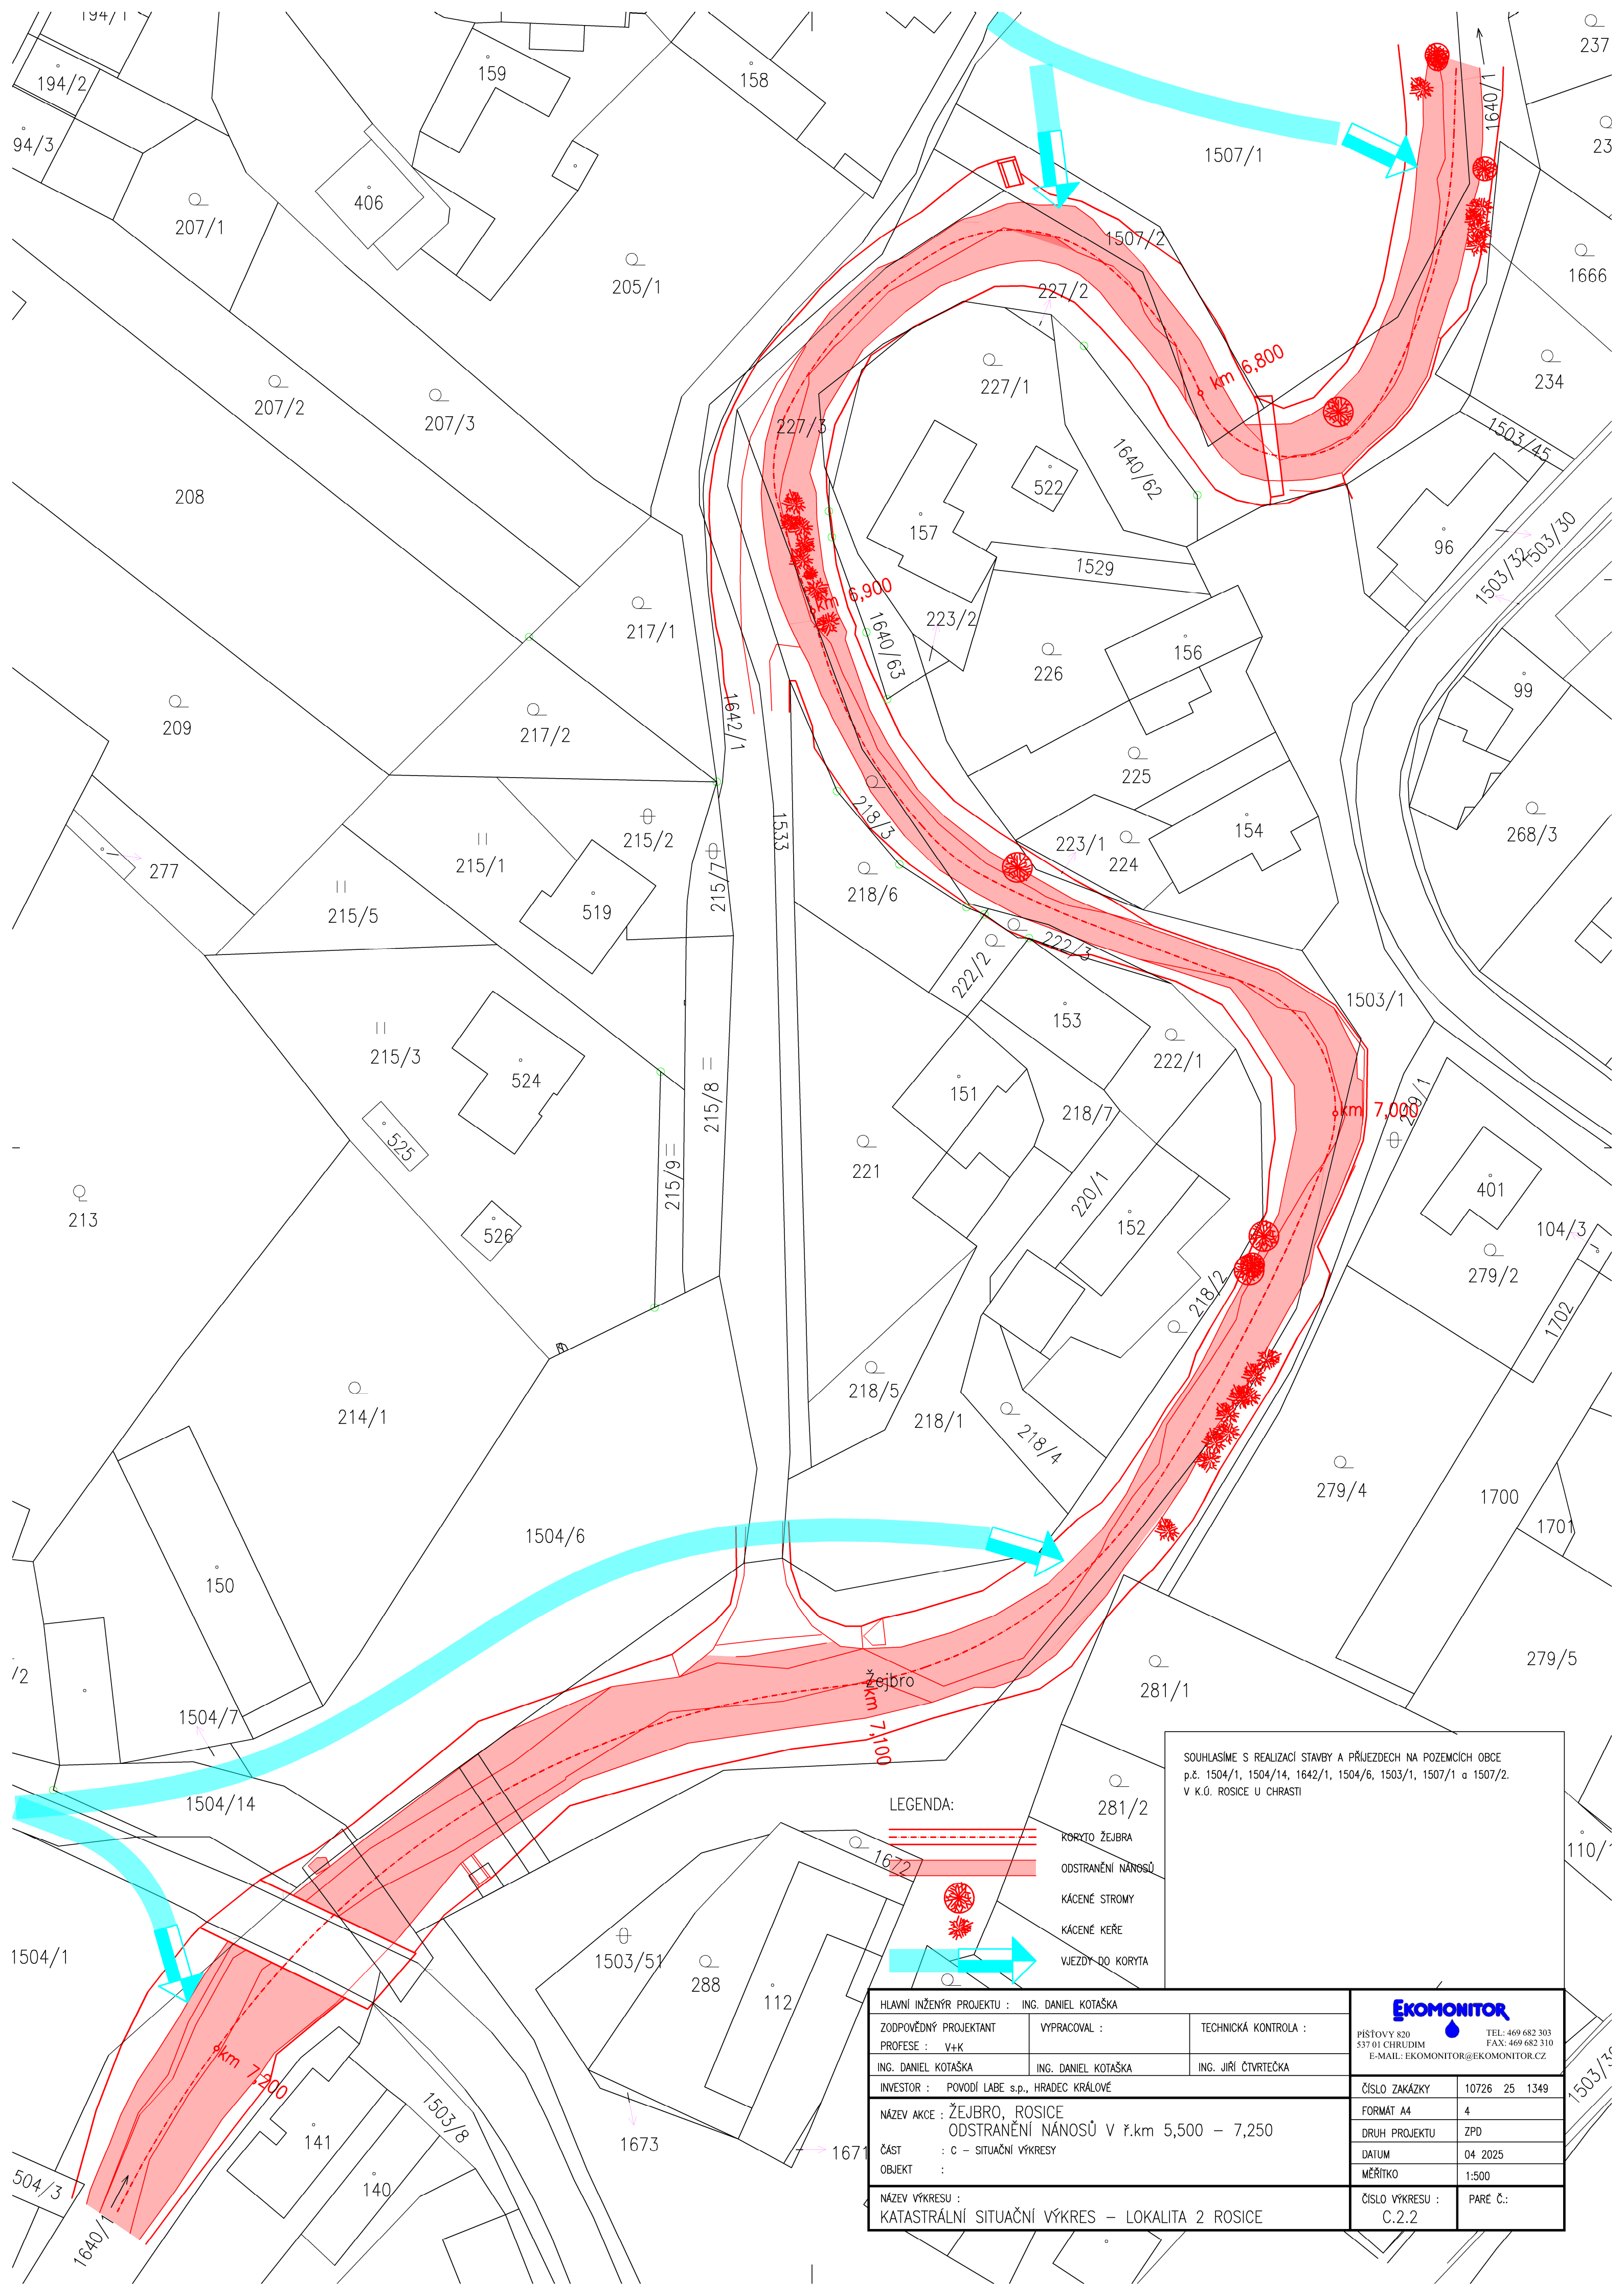 194/1
159
158
237
194/2
94/3
1640/1
23
1507/1
406
207/1
1507/2
205/1
1666
227/2
km 6,800
234
227/1
207/2
207/3
227/3
1503/45
1640/62
522
208
157
96
1503/30
1503/32
1529
km 6,900
217/1
223/2
1640/63
156
226
99
1642/1
209
217/2
225
218/3
1533
215/2
154
268/3
215/1
223/1
224
277
215/7
218/6
519
215/5
222/3
222/2
1503/1
153
215/3
222/1
524
215/8
151
218/7
km 7,000
279/1
525
221
215/9
401
220/1
213
152
104/3
526
279/2
218/2
1702
218/5
214/1
218/1
218/4
279/4
1700
1701
1504/6
150
/2
279/5
Žejbro
281/1
km 7,100
1504/7
SOUHLASÍME S REALIZACÍ STAVBY A PŘÍJEZDECH NA POZEMCÍCH OBCE
p.č. 1504/1, 1504/14, 1642/1, 1504/6, 1503/1, 1507/1 a 1507/2.
V K.Ú. ROSICE U CHRASTI
1504/14
281/2
LEGENDA:
KORYTO ŽEJBRA
110/1
1672
ODSTRANĚNÍ NÁNOSŮ
KÁCENÉ STROMY
KÁCENÉ KEŘE
VJEZDY DO KORYTA
1504/1
1503/51
288
112
HLAVNÍ INŽENÝR PROJEKTU : ING. DANIEL KOTAŠKA
ZODPOVĚDNÝ PROJEKTANT
PROFESE : V+K
VYPRACOVAL :
TECHNICKÁ KONTROLA :
ING. DANIEL KOTAŠKA
ING. DANIEL KOTAŠKA
ING. JIŘÍ ČTVRTEČKA
INVESTOR : POVODÍ LABE s.p., HRADEC KRÁLOVÉ
EKOMONITOR
PÍŠŤOVY 820
537 01 CHRUDIM
TEL: 469 682 303
FAX: 469 682 310
E-MAIL: EKOMONITOR@EKOMONITOR.CZ
ČÍSLO ZAKÁZKY 10726 25 1349
FORMÁT A4 4
DRUH PROJEKTU ZPD
DATUM 04 2025
MĚŘÍTKO 1:500
NÁZEV AKCE : ŽEJBRO, ROSICE
ODSTRANĚNÍ NÁNOSŮ V ř.km 5,500 – 7,250
ČÁST : C – SITUAČNÍ VÝKRESY
OBJEKT :
NÁZEV VÝKRESU :
KATASTRÁLNÍ SITUAČNÍ VÝKRES – LOKALITA 2 ROSICE
ČÍSLO VÝKRESU :
C.2.2
PARÉ Č.:
km 7,200
1503/8
141
140
1673
1671
504/3